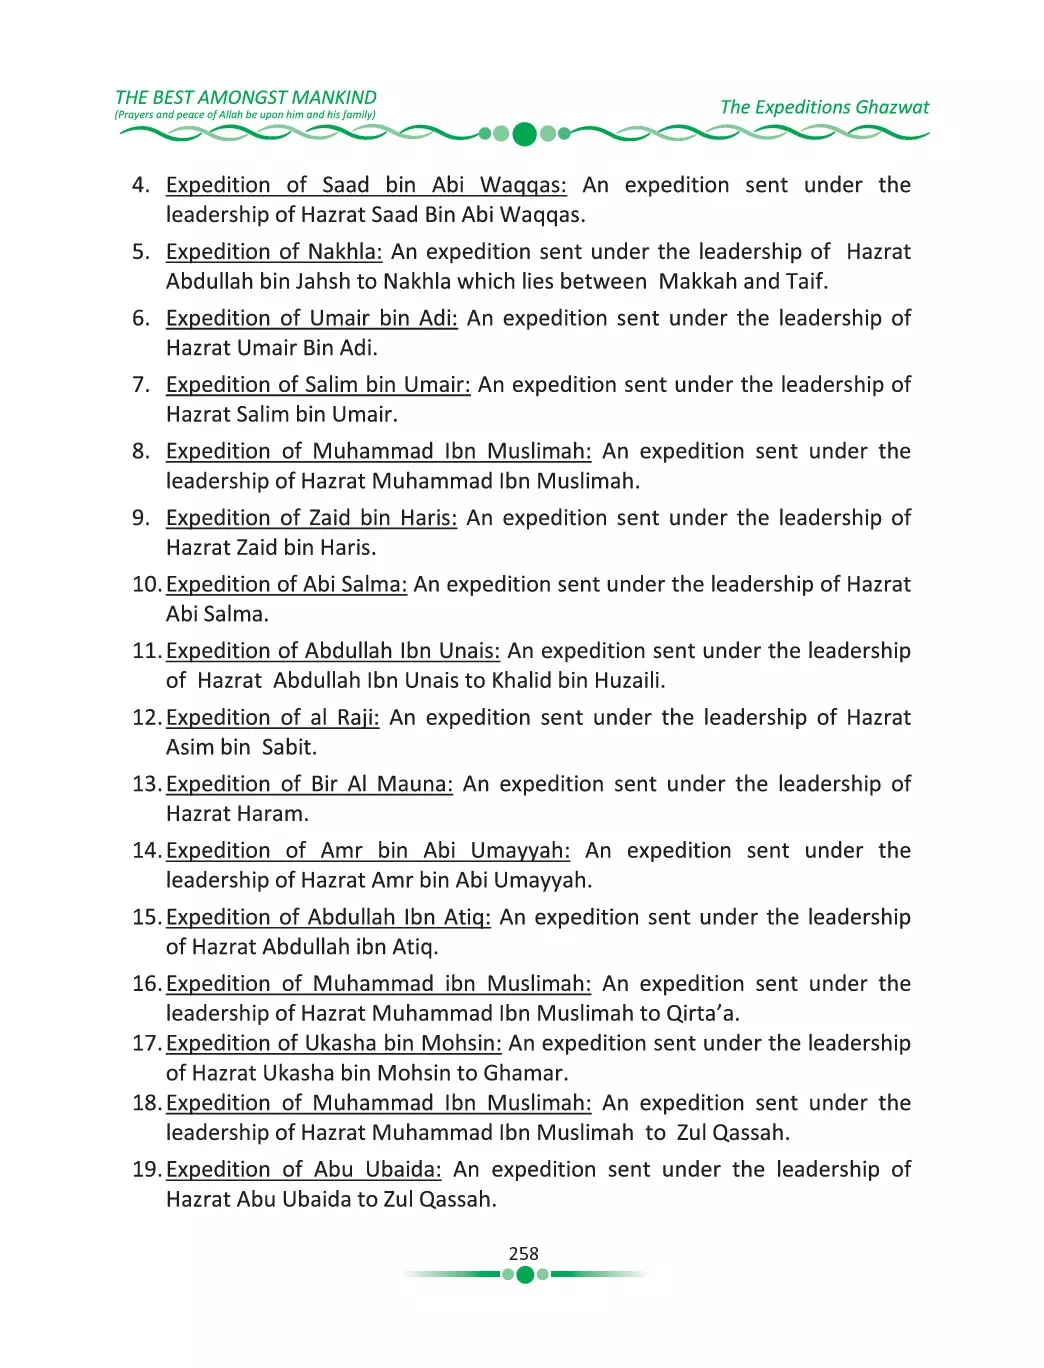 THE BEST AMONGST MANKIND
(Prayers and peace of Allah be upon him and his family)
The Expeditions Ghazwat
4. Expedition of Saad bin Abi Waqqas: An expedition sent under the
leadership of Hazrat Saad Bin Abi Waqqas.
5. Expedition of Nakhla: An expedition sent under the leadership of Hazrat
Abdullah bin Jahsh to Nakhla which lies between Makkah and Taif.
6. Expedition of Umair bin Adi: An expedition sent under the leadership of
Hazrat Umair Bin Adi.
7. Expedition of Salim bin Umair: An expedition sent under the leadership of
Hazrat Salim bin Umair.
8. Expedition of Muhammad Ibn Muslimah: An expedition sent under the
leadership of Hazrat Muhammad Ibn Muslimah.
9. Expedition of Zaid bin Haris: An expedition sent under the leadership of
Hazrat Zaid bin Haris.
10. Expedition of Abi Salma: An expedition sent under the leadership of Hazrat
Abi Salma.
11. Expedition of Abdullah Ibn Unais: An expedition sent under the leadership
of Hazrat Abdullah Ibn Unais to Khalid bin Huzaili.
12. Expedition of al Raji: An expedition sent under the leadership of Hazrat
Asim bin Sabit.
13. Expedition of Bir Al Mauna: An expedition sent under the leadership of
Hazrat Haram.
14. Expedition of Amr bin Abi Umayyah: An expedition sent under the
leadership of Hazrat Amr bin Abi Umayyah.
15. Expedition of Abdullah Ibn Atiq: An expedition sent under the leadership
of Hazrat Abdullah ibn Atiq.
16. Expedition of Muhammad ibn Muslimah: An expedition sent under the
leadership of Hazrat Muhammad Ibn Muslimah to Qirta’a.
17. Expedition of Ukasha bin Mohsin: An expedition sent under the leadership
of Hazrat Ukasha bin Mohsin to Ghamar.
18. Expedition of Muhammad Ibn Muslimah: An expedition sent under the
leadership of Hazrat Muhammad Ibn Muslimah to Zul Qassah.
19. Expedition of Abu Ubaida: An expedition sent under the leadership of
Hazrat Abu Ubaida to Zul Qassah.
258